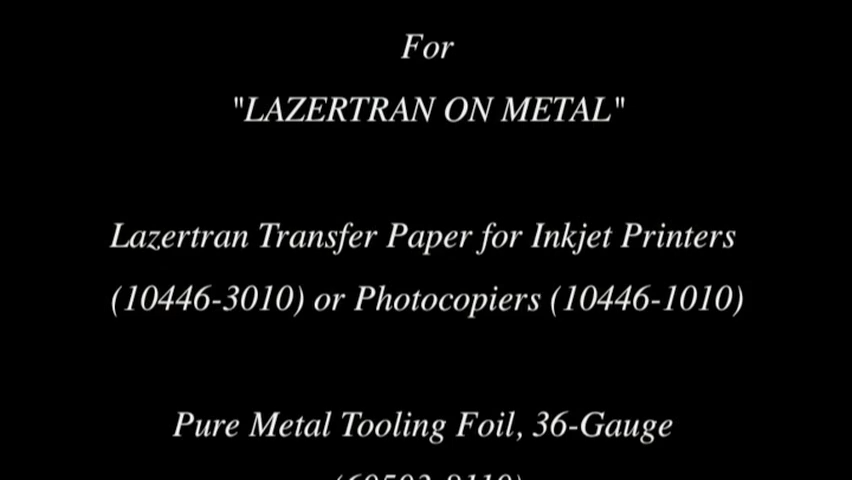 For
"LAZERTRAN ON METAL"
Lazertran Transfer Paper for Inkjet Printers
(10446-3010) or Photocopiers (10446-1010)
Pure Metal Tooling Foil, 36-Gauge